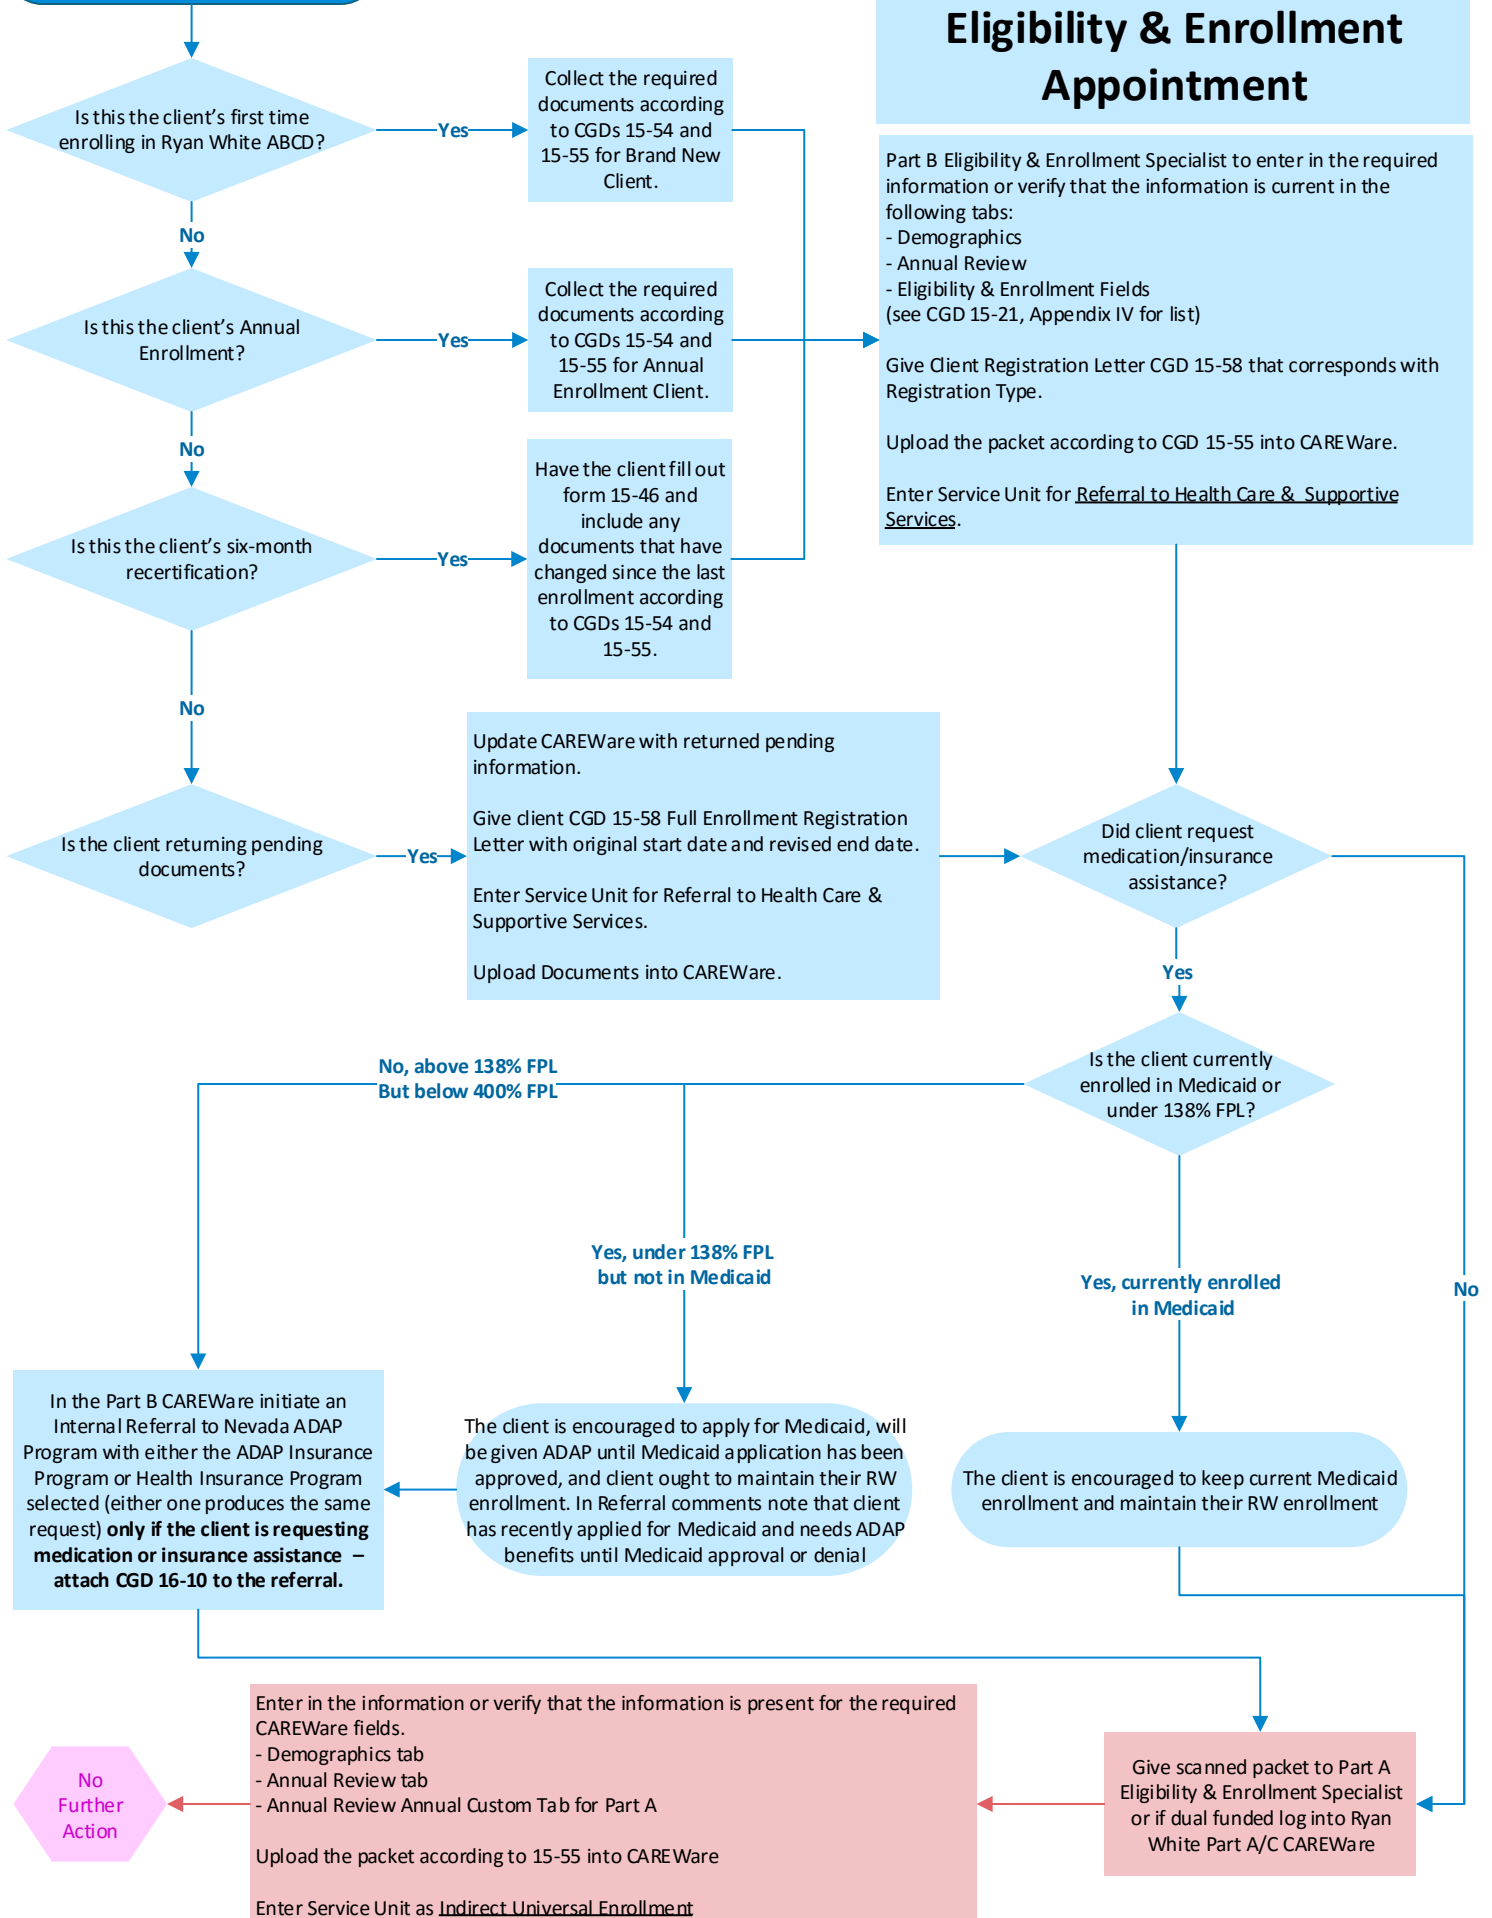 Eligibility & Enrollment
Appointment
Is this the client’s first time
enrolling in Ryan White ABCD?
Yes
Collect the required
documents according
to CGDs 15-54 and
15-55 for Brand New
Client.
No
Is this the client’s Annual
Enrollment?
Yes
Collect the required
documents according
to CGDs 15-54 and
15-55 for Annual
Enrollment Client.
No
Is this the client’s six-month
recertification?
Yes
Have the client fill out
form 15-46 and
include any
documents that have
changed since the last
enrollment according
to CGDs 15-54 and
15-55.
Part B Eligibility & Enrollment Specialist to enter in the required
information or verify that the information is current in the
following tabs:
- Demographics
- Annual Review
- Eligibility & Enrollment Fields
(see CGD 15-21, Appendix IV for list)
Give Client Registration Letter CGD 15-58 that corresponds with
Registration Type.
Upload the packet according to CGD 15-55 into CAREWare.
Enter Service Unit for Referral to Health Care & Supportive
Services.
No
Is the client returning pending
documents?
Yes
Update CAREWare with returned pending
information.
Give client CGD 15-58 Full Enrollment Registration
Letter with original start date and revised end date.
Enter Service Unit for Referral to Health Care &
Supportive Services.
Upload Documents into CAREWare.
Did client request
medication/insurance
assistance?
Yes
Is the client currently
enrolled in Medicaid or
under 138% FPL?
No, above 138% FPL
But below 400% FPL
Yes, under 138% FPL
but not in Medicaid
Yes, currently enrolled
in Medicaid
No
In the Part B CAREWare initiate an
Internal Referral to Nevada ADAP
Program with either the ADAP Insurance
Program or Health Insurance Program
selected (either one produces the same
request) only if the client is requesting
medication or insurance assistance –
attach CGD 16-10 to the referral.
The client is encouraged to apply for Medicaid, will
be given ADAP until Medicaid application has been
approved, and client ought to maintain their RW
enrollment. In Referral comments note that client
has recently applied for Medicaid and needs ADAP
benefits until Medicaid approval or denial
The client is encouraged to keep current Medicaid
enrollment and maintain their RW enrollment
Give scanned packet to Part A
Eligibility & Enrollment Specialist
or if dual funded log into Ryan
White Part A/C CAREWare
Enter in the information or verify that the information is present for the required
CAREWare fields.
- Demographics tab
- Annual Review tab
- Annual Review Annual Custom Tab for Part A
Upload the packet according to 15-55 into CAREWare
Enter Service Unit as Indirect Universal Enrollment
No
Further
Action